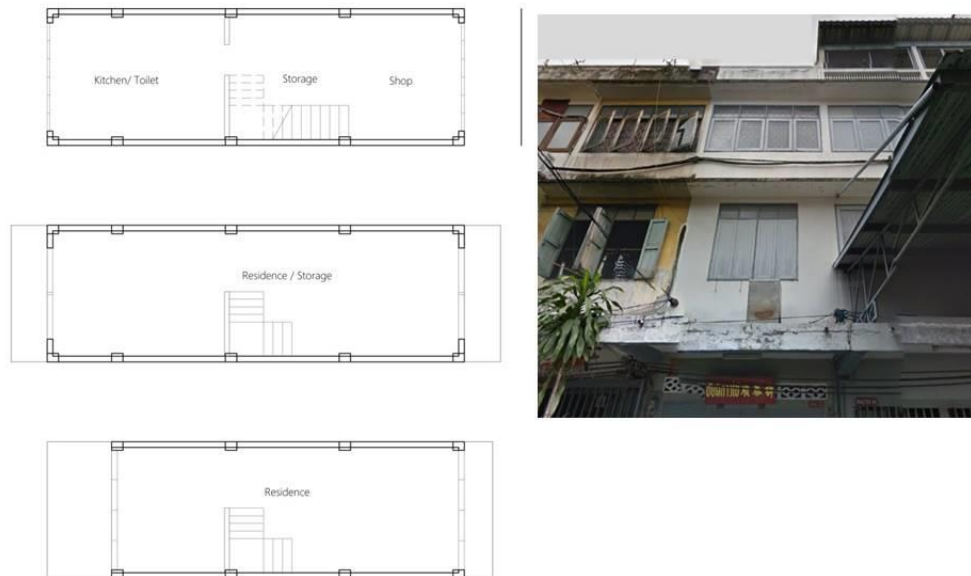 Kitchen/ Toilet
Storage
Shop
Residence / Storage
Residence